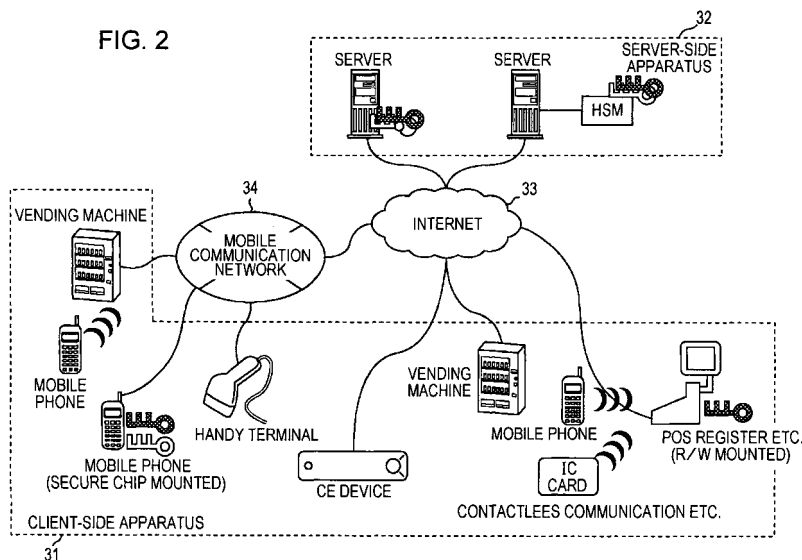 FIG. 2
32
SERVER
SERVER
SERVER-SIDE
APPARATUS
HSM
34
33
VENDING MACHINE
MOBILE
COMMUNICATION
NETWORK
INTERNET
MOBILE
PHONE
MOBILE PHONE
(SECURE CHIP MOUNTED)
HANDY TERMINAL
CE DEVICE
VENDING
MACHINE
MOBILE PHONE
IC
CARD
POS REGISTER ETC.
(R/W MOUNTED)
CONTACTLEES COMMUNICATION ETC.
CLIENT-SIDE APPARATUS
31